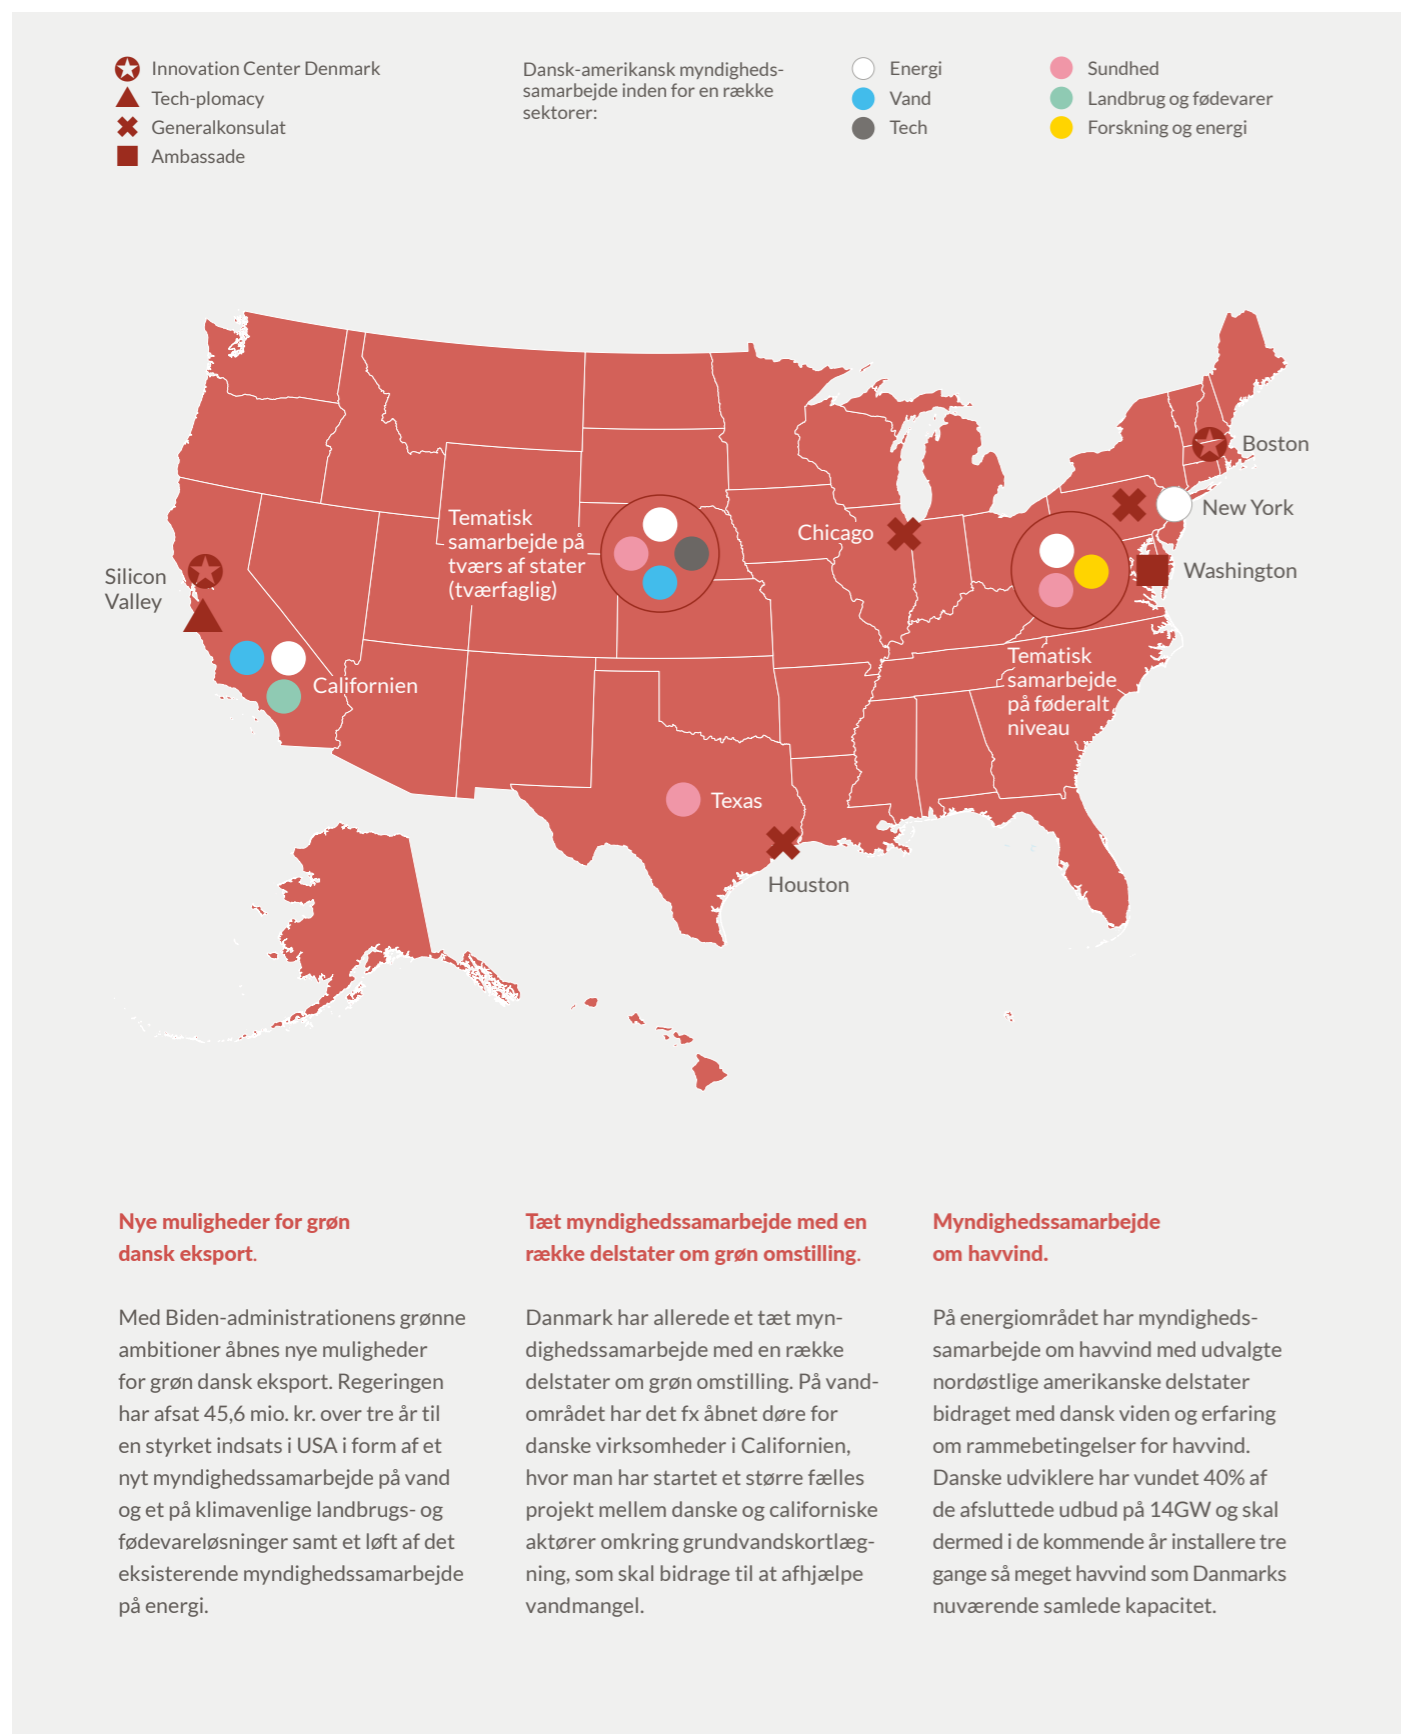 Innovation Center Denmark
Tech-plomacy
Generalkonsulat
Ambassade
Dansk-amerikansk myndigheds-
samarbejde inden for en række
sektorer:
Energi
Vand
Tech
Sundhed
Landbrug og fødevarer
Forskning og energi
Boston
New York
Washington
Chicago
Tematisk
samarbejde på
tværs af stater
(tværfaglig)
Silicon
Valley
Californien
Tematisk
samarbejde
på føderalt
niveau
Texas
Houston
Nye muligheder for grøn
dansk eksport.
Med Biden-administrationens grønne
ambitioner åbnes nye muligheder
for grøn dansk eksport. Regeringen
har afsat 45,6 mio. kr. over tre år til
en styrket indsats i USA i form af et
nyt myndighedssamarbejde på vand
og et på klimavenlige landbrugs- og
fødevareløsninger samt et løft af det
eksisterende myndighedssamarbejde
på energi.
Tæt myndighedssamarbejde med en
række delstater om grøn omstilling.
Danmark har allerede et tæt myn-
dighedssamarbejde med en række
delstater om grøn omstilling. På vand-
området har det fx åbnet døre for
danske virksomheder i Californien,
hvor man har startet et større fælles
projekt mellem danske og californiske
aktører omkring grundvandskortlæg-
ning, som skal bidrage til at afhjælpe
vandmangel.
Myndighedssamarbejde
om havvind.
På energiområdet har myndigheds-
samarbejde om havvind med udvalgte
nordøstlige amerikanske delstater
bidraget med dansk viden og erfaring
om rammebetingelser for havvind.
Danske udviklere har vundet 40% af
de afsluttede udbud på 14GW og skal
dermed i de kommende år installere tre
gange så meget havvind som Danmarks
nuværende samlede kapacitet.